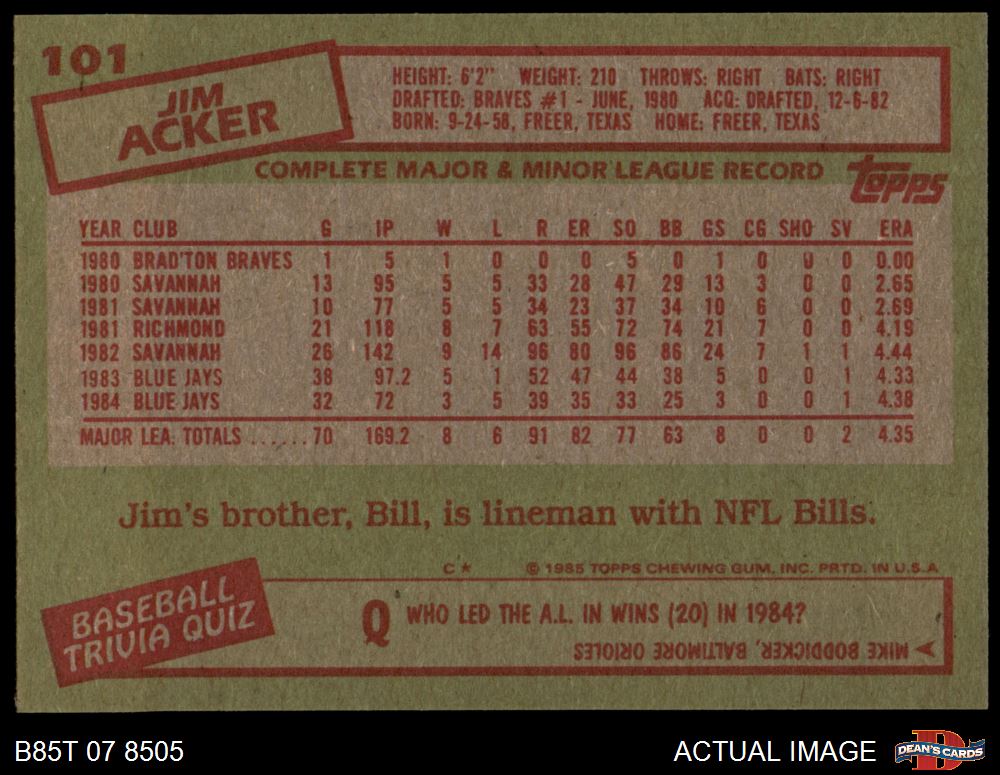 101
JIM
ACKER
HEIGHT: 6'2" WEIGHT: 210 THROWS: RIGHT BATS: RIGHT
DRAFTED: BRAVES #1 - JUNE, 1980 ACQ: DRAFTED, 12-6-82
BORN: 9-24-58, FREER, TEXAS HOME: FREER, TEXAS
COMPLETE MAJOR & MINOR LEAGUE RECORD
topps
YEAR CLUB G IP W L R ER SO BB GS CG SHO SV ERA
1980 BRAD'TON BRAVES 1 5 1 0 0 0 5 0 1 0 0 0 0.00
1980 SAVANNAH 13 95 5 5 33 28 47 29 13 3 0 0 2.65
1981 SAVANNAH 10 77 5 5 34 23 37 34 10 6 0 0 2.69
1981 RICHMOND 21 118 8 7 63 55 72 74 21 7 0 0 4.19
1982 SAVANNAH 26 142 9 14 96 80 96 86 24 7 1 1 4.44
1983 BLUE JAYS 38 97.2 5 1 52 47 44 38 5 0 0 1 4.33
1984 BLUE JAYS 32 72 3 5 39 35 33 25 3 0 0 1 4.38
MAJOR LEA. TOTALS ...... 70 169.2 8 6 91 82 77 63 8 0 0 2 4.35
Jim's brother, Bill, is lineman with NFL Bills.
C * © 1985 TOPPS CHEWING GUM, INC. PRTD. IN U.S.A
BASEBALL
TRIVIA QUIZ
Q WHO LED THE A.L. IN WINS (20) IN 1984?
MIKE BODDICKER, BALTIMORE ORIOLES
B85T 07 8505
ACTUAL IMAGE
D
DEAN'S CARDS